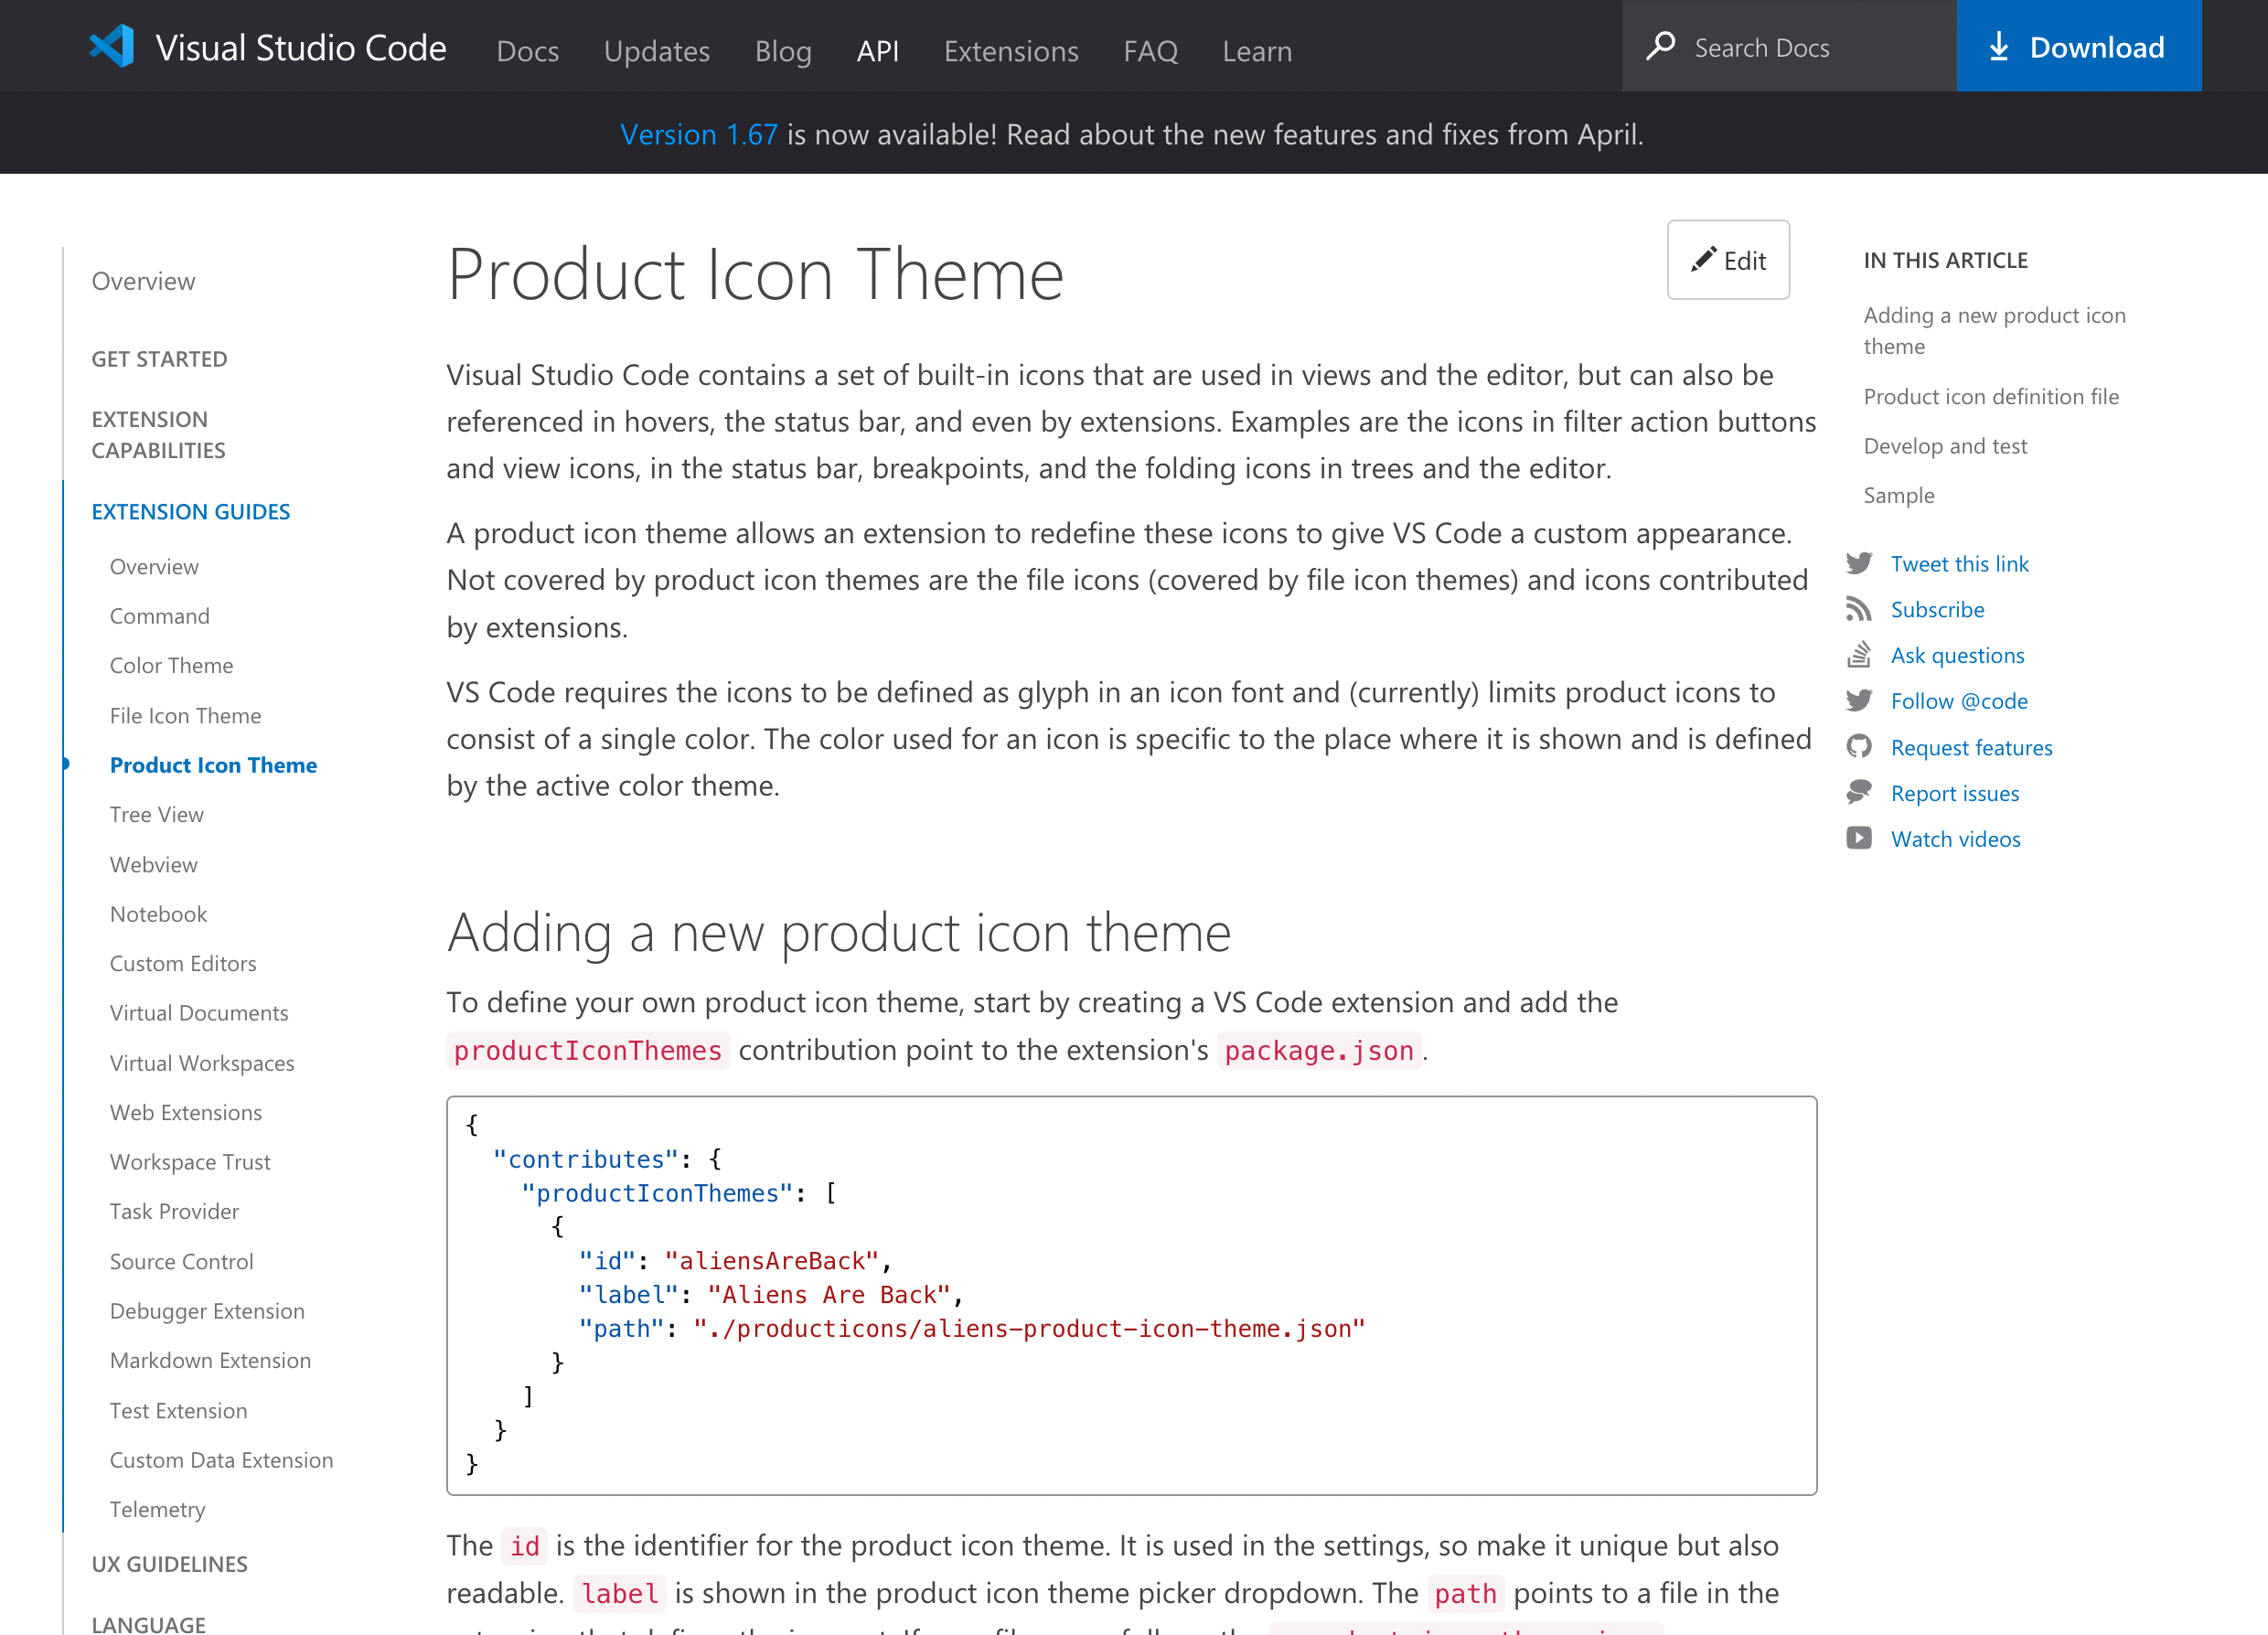 Visual Studio Code
Docs
Updates
Blog
API
Extensions
FAQ
Learn
Search Docs
Download
Version 1.67 is now available! Read about the new features and fixes from April.
Overview
GET STARTED
EXTENSION
CAPABILITIES
EXTENSION GUIDES
Overview
Command
Color Theme
File Icon Theme
Product Icon Theme
Tree View
Webview
Notebook
Custom Editors
Virtual Documents
Virtual Workspaces
Web Extensions
Workspace Trust
Task Provider
Source Control
Debugger Extension
Markdown Extension
Test Extension
Custom Data Extension
Telemetry
UX GUIDELINES
LANGUAGE
Product Icon Theme
Edit
Visual Studio Code contains a set of built-in icons that are used in views and the editor, but can also be
referenced in hovers, the status bar, and even by extensions. Examples are the icons in filter action buttons
and view icons, in the status bar, breakpoints, and the folding icons in trees and the editor.
A product icon theme allows an extension to redefine these icons to give VS Code a custom appearance.
Not covered by product icon themes are the file icons (covered by file icon themes) and icons contributed
by extensions.
VS Code requires the icons to be defined as glyph in an icon font and (currently) limits product icons to
consist of a single color. The color used for an icon is specific to the place where it is shown and is defined
by the active color theme.
Adding a new product icon theme
To define your own product icon theme, start by creating a VS Code extension and add the
productIconThemes contribution point to the extension's package.json.
{
"contributes": {
"productIconThemes": [
{
"id": "aliensAreBack",
"label": "Aliens Are Back",
"path": "./producticons/aliens-product-icon-theme.json"
}
]
}
}
The id is the identifier for the product icon theme. It is used in the settings, so make it unique but also
readable. label is shown in the product icon theme picker dropdown. The path points to a file in the
IN THIS ARTICLE
Adding a new product icon
theme
Product icon definition file
Develop and test
Sample
Tweet this link
Subscribe
Ask questions
Follow @code
Request features
Report issues
Watch videos